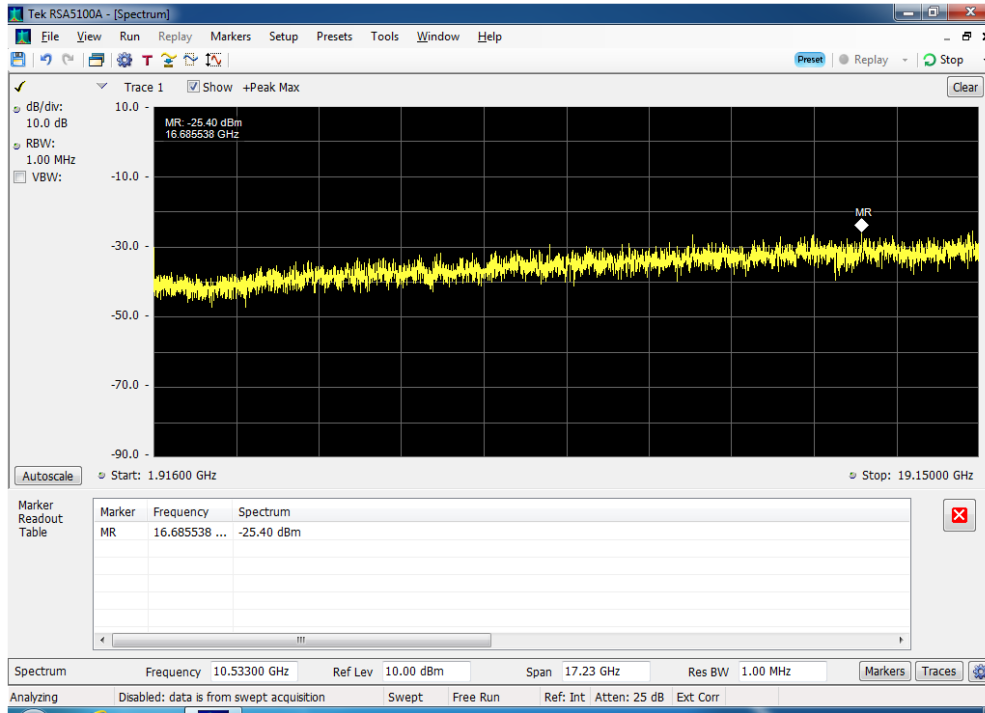 Tek RSA5100A - [Spectrum]
File View Run Replay Markers Setup Presets Tools Window Help
T Preset Replay Stop
Trace 1 Show +Peak Max Clear
dB/div:
10.0 dB
RBW:
1.00 MHz
VBW:
10.0
-10.0
-30.0
-50.0
-70.0
-90.0
MR: -25.40 dBm
16.685538 GHz
MR
Autoscale Start: 1.91600 GHz Stop: 19.15000 GHz
Marker
Readout
Table
Marker Frequency Spectrum
MR 16.685538 ... -25.40 dBm
Spectrum Frequency 10.53300 GHz Ref Lev 10.00 dBm Span 17.23 GHz Res BW 1.00 MHz Markers Traces
Analyzing Disabled: data is from swept acquisition Swept Free Run Ref: Int Atten: 25 dB Ext Corr